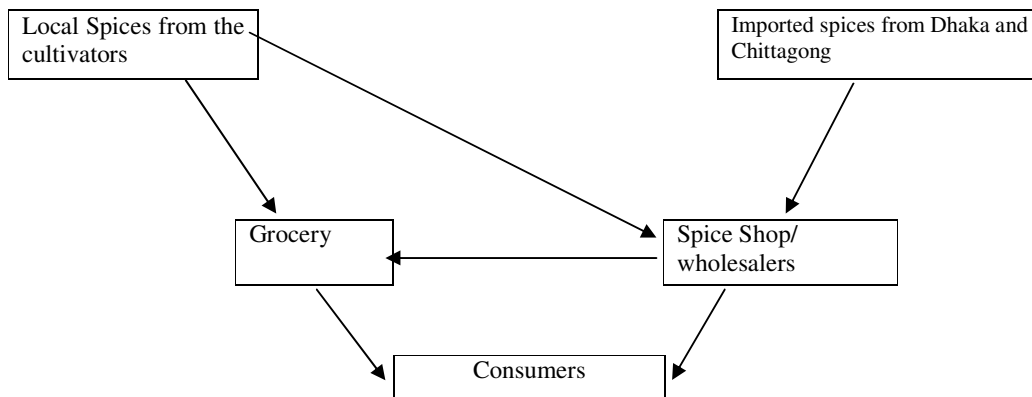 Local Spices from the
cultivators
Imported spices from Dhaka and
Chittagong
Grocery
Spice Shop/
wholesalers
Consumers